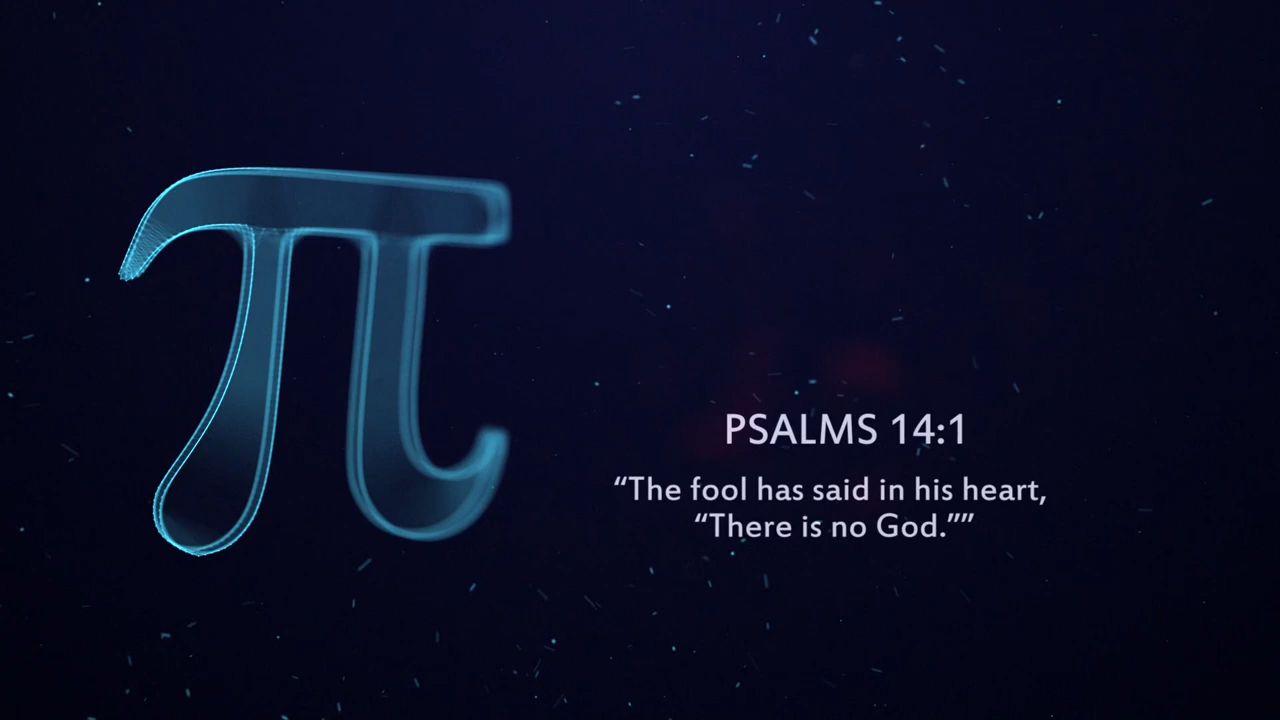 π
PSALMS 14:1
“The fool has said in his heart,
“There is no God.””